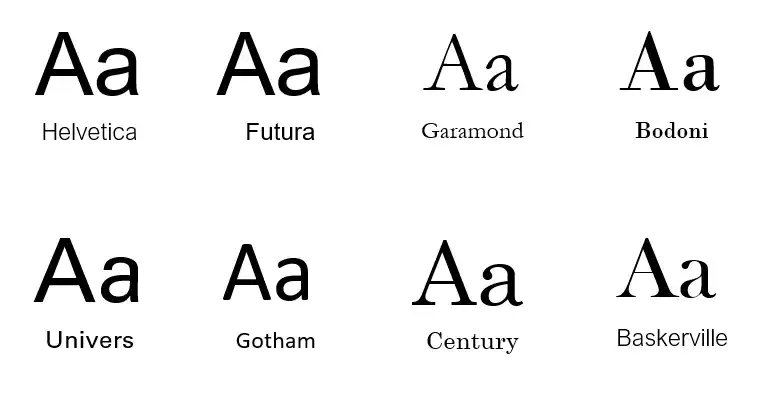 Aa Aa Aa Aa
Helvetica Futura Garamond Bodoni
Aa Aa Aa Aa
Univers Gotham Century Baskerville